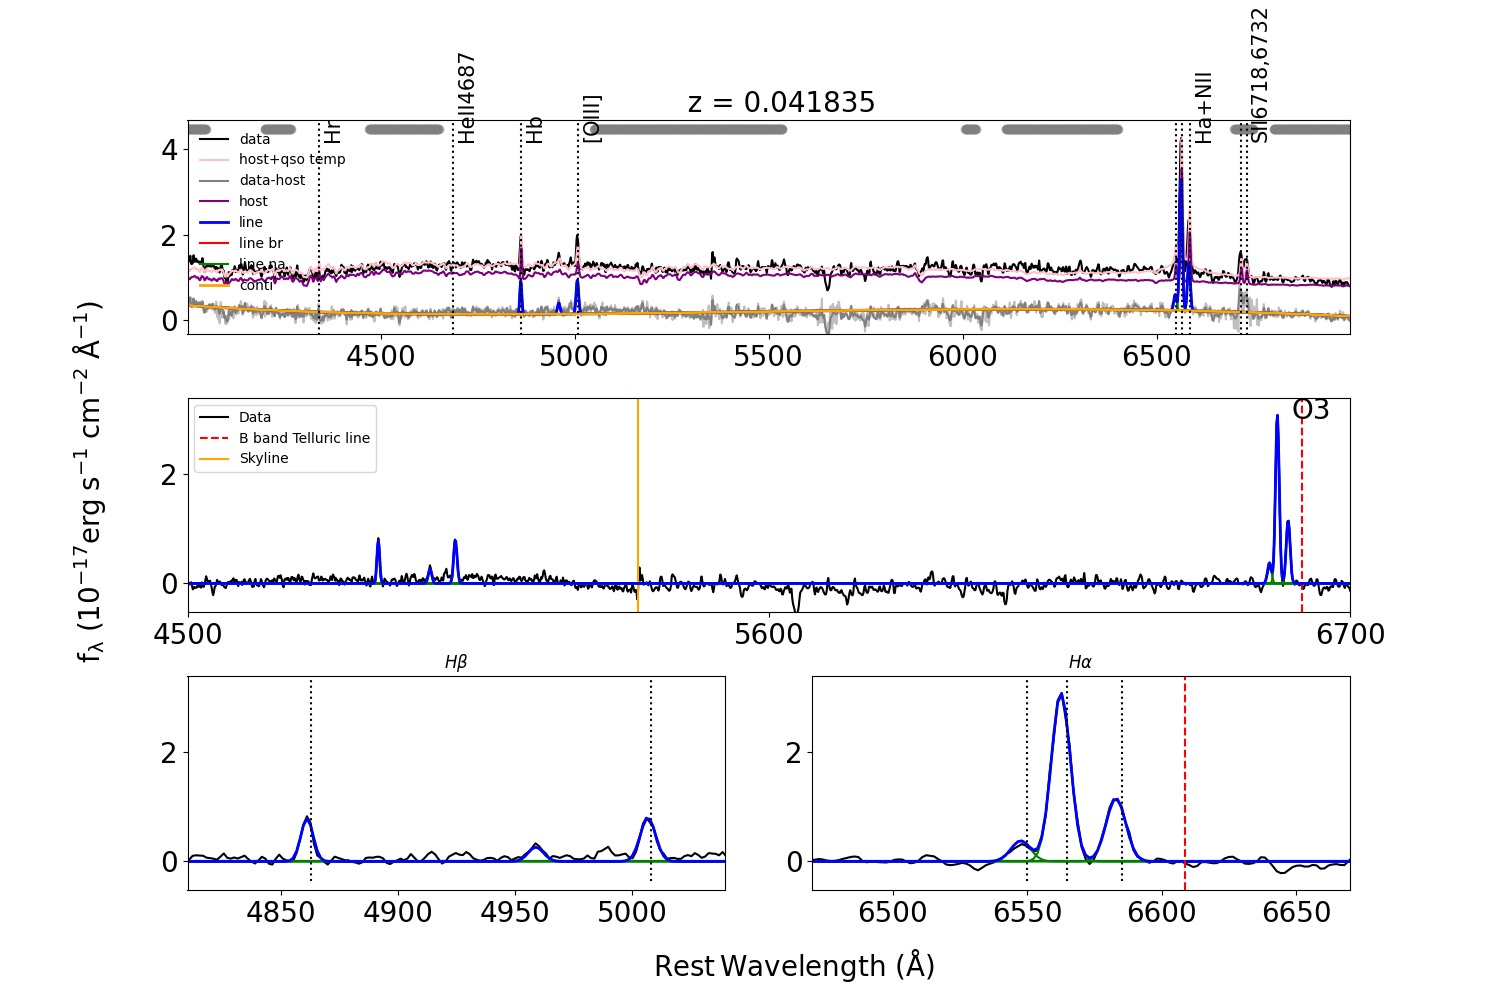 z = 0.041835
Hr
HeII4687
Hb
[OIII]
Ha+NII
SII6718,6732
data
host+qso temp
data-host
host
line
line br
line na
conti
4
2
0
4500
5000
5500
6000
6500
fλ (10⁻¹⁷erg s⁻¹ cm⁻² Å⁻¹)
Data
B band Telluric line
Skyline
O3
2
0
4500
5600
6700
Hβ
2
0
4850
4900
4950
5000
Hα
2
0
6500
6550
6600
6650
Rest Wavelength (Å)